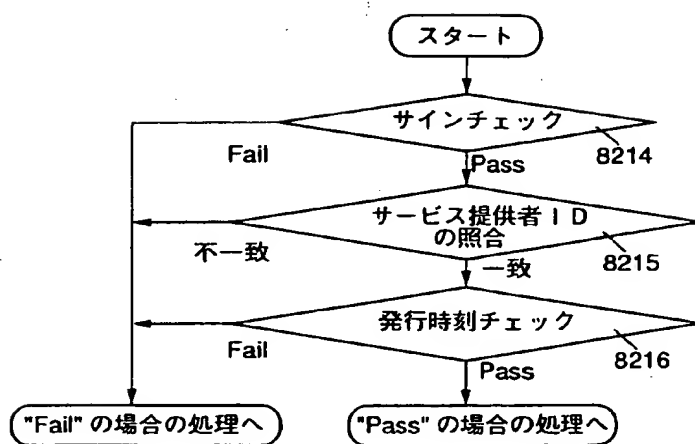 スタート
サインチェック
8214
Fail
Pass
サービス提供者ID
の照合
8215
不一致
一致
発行時刻チェック
8216
Fail
Pass
"Fail" の場合の処理へ
"Pass" の場合の処理へ